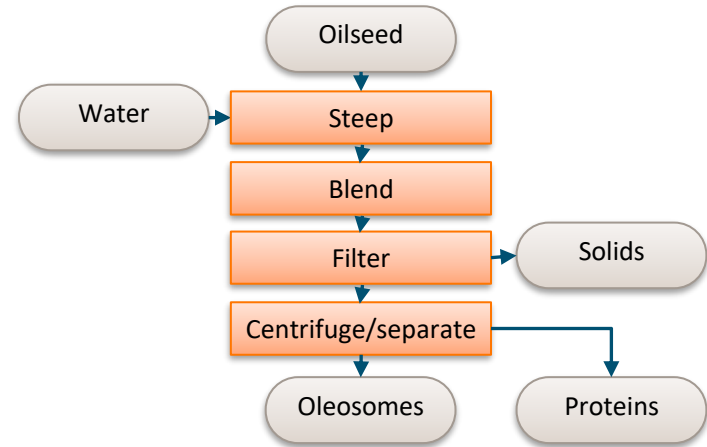 Oilseed
Water
Steep
Blend
Filter
Solids
Centrifuge/separate
Oleosomes
Proteins